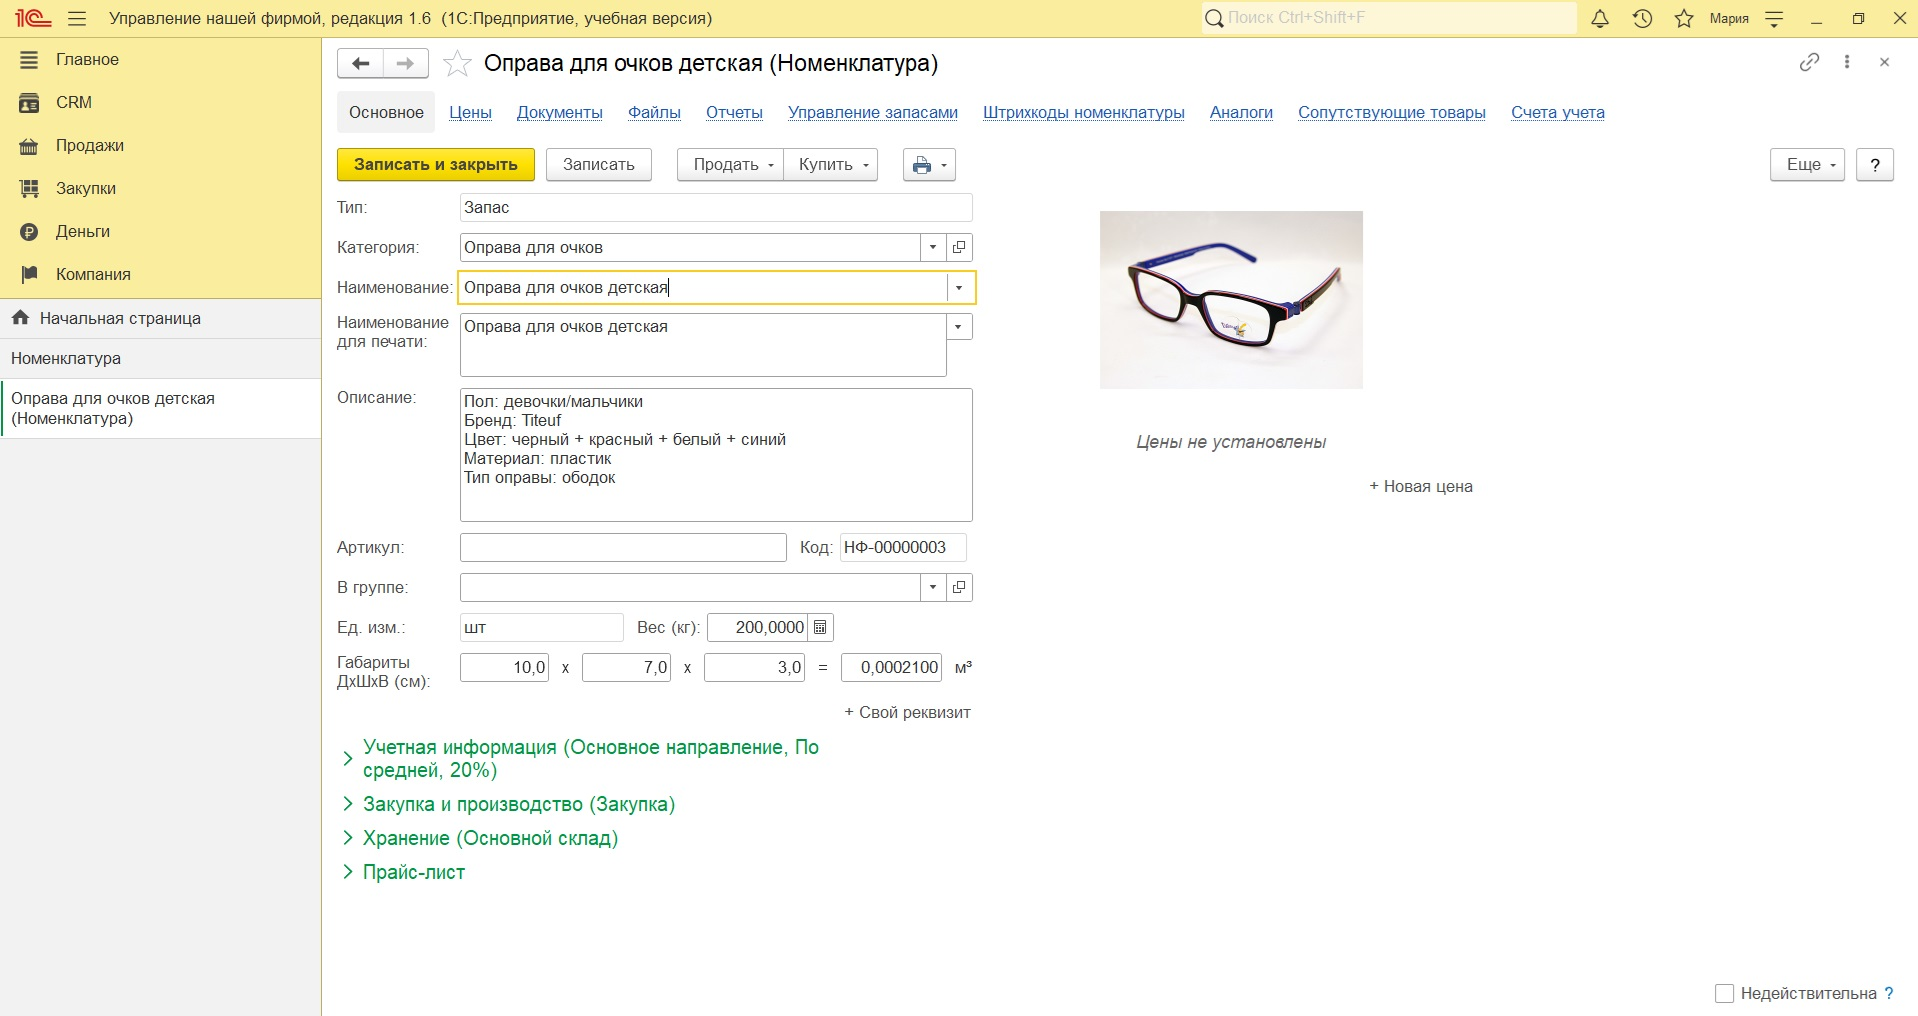 1С Управление нашей фирмой, редакция 1.6 (1С:Предприятие, учебная версия) Поиск Ctrl+Shift+F Мария
Главное
CRM
Продажи
Закупки
Деньги
Компания
Начальная страница
Номенклатура
Оправа для очков детская
(Номенклатура)
Оправа для очков детская (Номенклатура)
Основное Цены Документы Файлы Отчеты Управление запасами Штрихкоды номенклатуры Аналоги Сопутствующие товары Счета учета
Записать и закрыть Записать Продать Купить Еще ?
Тип: Запас
Категория: Оправа для очков
Наименование: Оправа для очков детская
Наименование
для печати: Оправа для очков детская
Описание: Пол: девочки/мальчики
Бренд: Titeuf
Цвет: черный + красный + белый + синий
Материал: пластик
Тип оправы: ободок
Артикул: Код: НФ-00000003
В группе:
Ед. изм.: шт Вес (кг): 200,0000
Габариты
ДхШхВ (см): 10,0 x 7,0 x 3,0 = 0,0002100 м³
+ Свой реквизит
Учетная информация (Основное направление, По
средней, 20%)
Закупка и производство (Закупка)
Хранение (Основной склад)
Прайс-лист
Цены не установлены
+ Новая цена
Недействительна ?